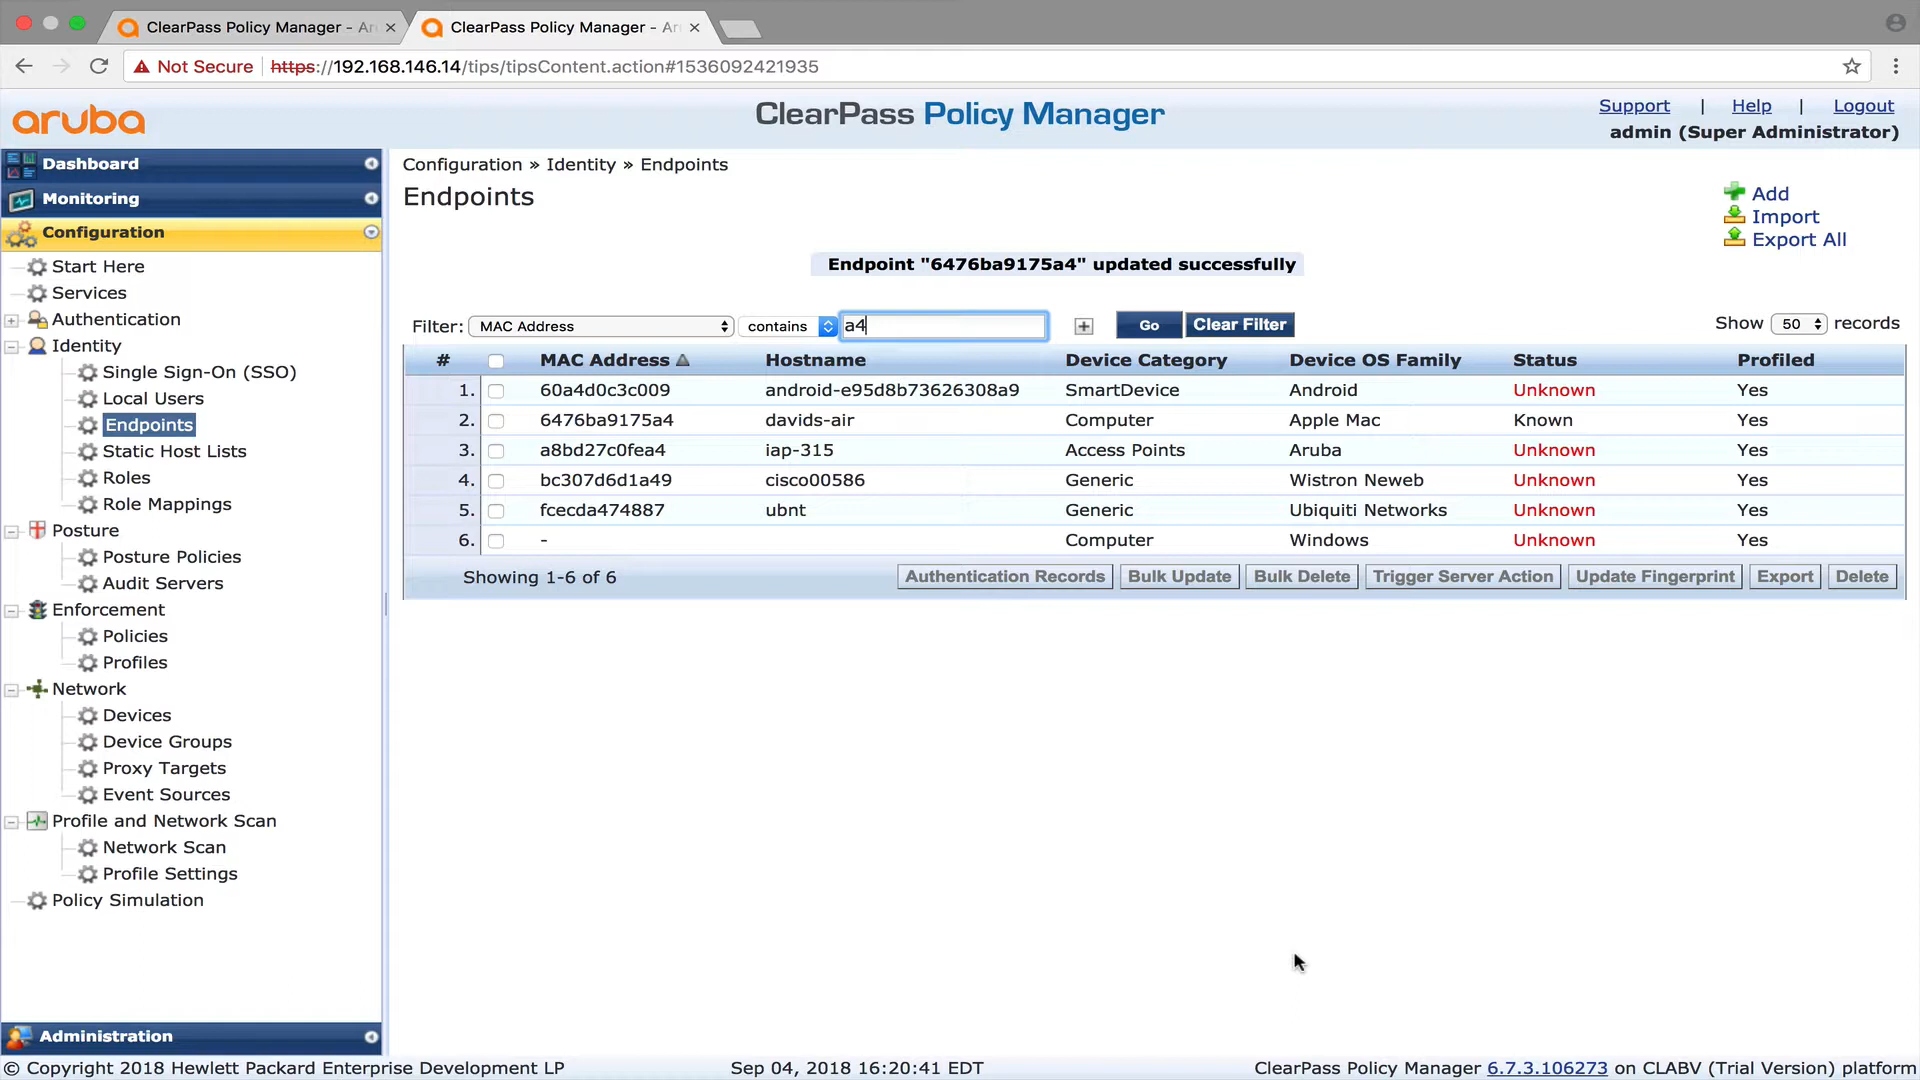 ClearPass Policy Manager - Ar
ClearPass Policy Manager - Ar
Not Secure https://192.168.146.14/tips/tipsContent.action#1536092421935
aruba
ClearPass Policy Manager
Support | Help | Logout
admin (Super Administrator)
Dashboard
Monitoring
Configuration
Start Here
Services
Authentication
Identity
Single Sign-On (SSO)
Local Users
Endpoints
Static Host Lists
Roles
Role Mappings
Posture
Posture Policies
Audit Servers
Enforcement
Policies
Profiles
Network
Devices
Device Groups
Proxy Targets
Event Sources
Profile and Network Scan
Network Scan
Profile Settings
Policy Simulation
Administration
Configuration » Identity » Endpoints
Endpoints
Add
Import
Export All
Endpoint "6476ba9175a4" updated successfully
Filter: MAC Address contains a4 Go Clear Filter Show 50 records
# MAC Address Hostname Device Category Device OS Family Status Profiled
1. 60a4d0c3c009 android-e95d8b73626308a9 SmartDevice Android Unknown Yes
2. 6476ba9175a4 davids-air Computer Apple Mac Known Yes
3. a8bd27c0fea4 iap-315 Access Points Aruba Unknown Yes
4. bc307d6d1a49 cisco00586 Generic Wistron Neweb Unknown Yes
5. fcecda474887 ubnt Generic Ubiquiti Networks Unknown Yes
6. - Computer Windows Unknown Yes
Showing 1-6 of 6 Authentication Records Bulk Update Bulk Delete Trigger Server Action Update Fingerprint Export Delete
© Copyright 2018 Hewlett Packard Enterprise Development LP Sep 04, 2018 16:20:41 EDT ClearPass Policy Manager 6.7.3.106273 on CLABV (Trial Version) platform